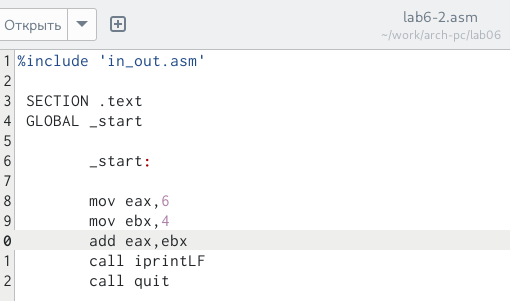 Открыть
lab6-2.asm
~/work/arch-pc/lab06
1 %include 'in_out.asm'
2
3 SECTION .text
4 GLOBAL _start
5
6 _start:
7
8 mov eax,6
9 mov ebx,4
0 add eax,ebx
1 call iprintLF
2 call quit